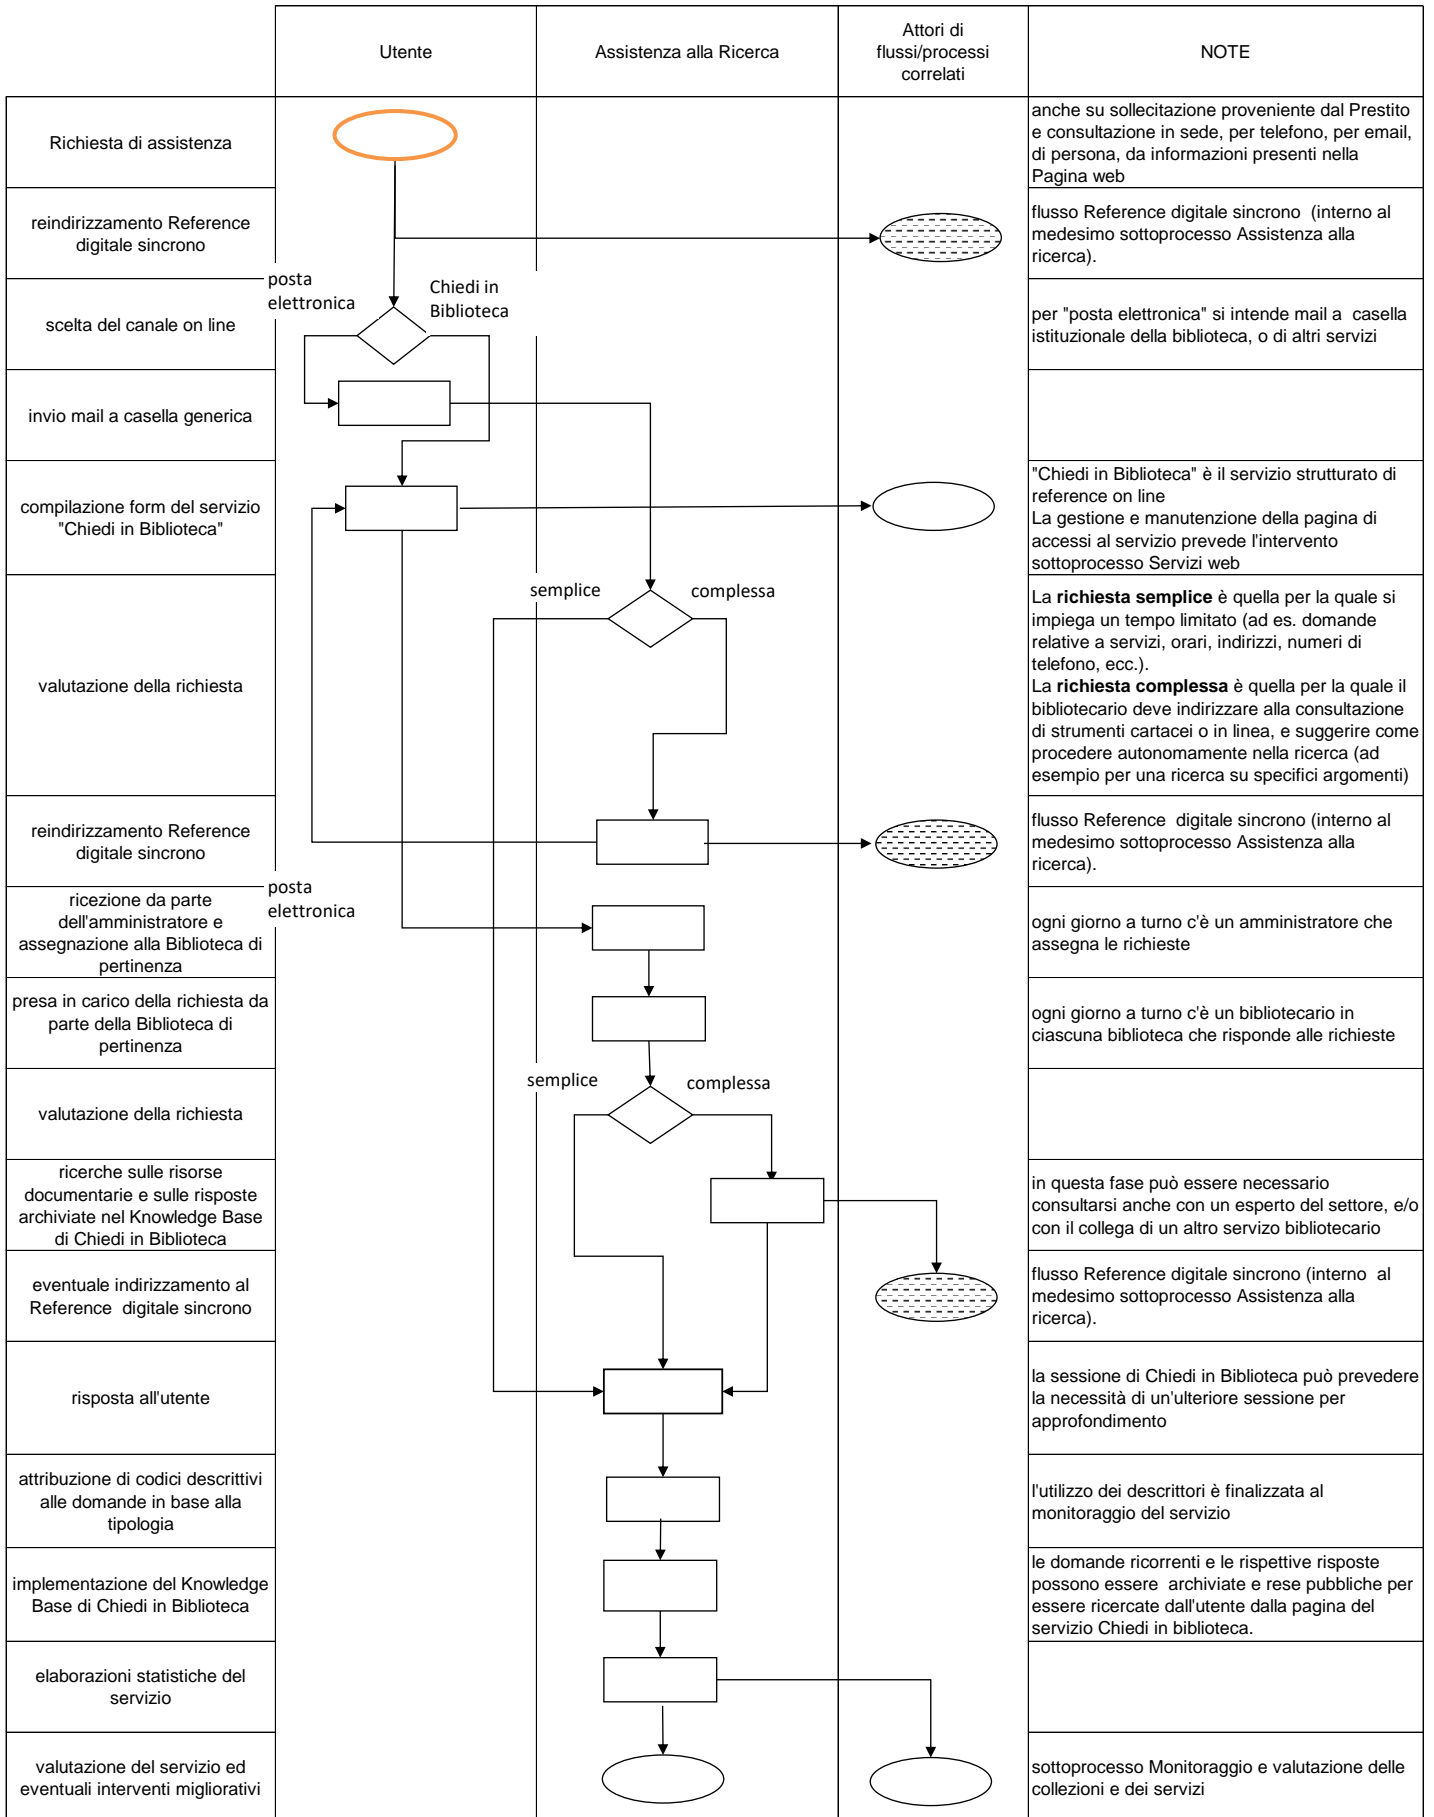 Utente
Assistenza alla Ricerca
Attori di
flussi/processi
correlati
NOTE
Richiesta di assistenza
anche su sollecitazione proveniente dal Prestito
e consultazione in sede, per telefono, per email,
di persona, da informazioni presenti nella
Pagina web
reindirizzamento Reference
digitale sincrono
flusso Reference digitale sincrono (interno al
medesimo sottoprocesso Assistenza alla
ricerca).
posta
elettronica
Chiedi in
Biblioteca
scelta del canale on line
per "posta elettronica" si intende mail a casella
istituzionale della biblioteca, o di altri servizi
invio mail a casella generica
compilazione form del servizio
"Chiedi in Biblioteca"
"Chiedi in Biblioteca" è il servizio strutturato di
reference on line
La gestione e manutenzione della pagina di
accessi al servizio prevede l'intervento
sottoprocesso Servizi web
semplice
complessa
valutazione della richiesta
La richiesta semplice è quella per la quale si
impiega un tempo limitato (ad es. domande
relative a servizi, orari, indirizzi, numeri di
telefono, ecc.).
La richiesta complessa è quella per la quale il
bibliotecario deve indirizzare alla consultazione
di strumenti cartacei o in linea, e suggerire come
procedere autonomamente nella ricerca (ad
esempio per una ricerca su specifici argomenti)
reindirizzamento Reference
digitale sincrono
flusso Reference digitale sincrono (interno al
medesimo sottoprocesso Assistenza alla
ricerca).
posta
elettronica
ricezione da parte
dell'amministratore e
assegnazione alla Biblioteca di
pertinenza
ogni giorno a turno c'è un amministratore che
assegna le richieste
presa in carico della richiesta da
parte della Biblioteca di
pertinenza
ogni giorno a turno c'è un bibliotecario in
ciascuna biblioteca che risponde alle richieste
semplice
complessa
valutazione della richiesta
ricerche sulle risorse
documentarie e sulle risposte
archiviate nel Knowledge Base
di Chiedi in Biblioteca
in questa fase può essere necessario
consultarsi anche con un esperto del settore, e/o
con il collega di un altro servizo bibliotecario
eventuale indirizzamento al
Reference digitale sincrono
flusso Reference digitale sincrono (interno al
medesimo sottoprocesso Assistenza alla
ricerca).
risposta all'utente
la sessione di Chiedi in Biblioteca può prevedere
la necessità di un'ulteriore sessione per
approfondimento
attribuzione di codici descrittivi
alle domande in base alla
tipologia
l'utilizzo dei descrittori è finalizzata al
monitoraggio del servizio
implementazione del Knowledge
Base di Chiedi in Biblioteca
le domande ricorrenti e le rispettive risposte
possono essere archiviate e rese pubbliche per
essere ricercate dall'utente dalla pagina del
servizio Chiedi in biblioteca.
elaborazioni statistiche del
servizio
valutazione del servizio ed
eventuali interventi migliorativi
sottoprocesso Monitoraggio e valutazione delle
collezioni e dei servizi